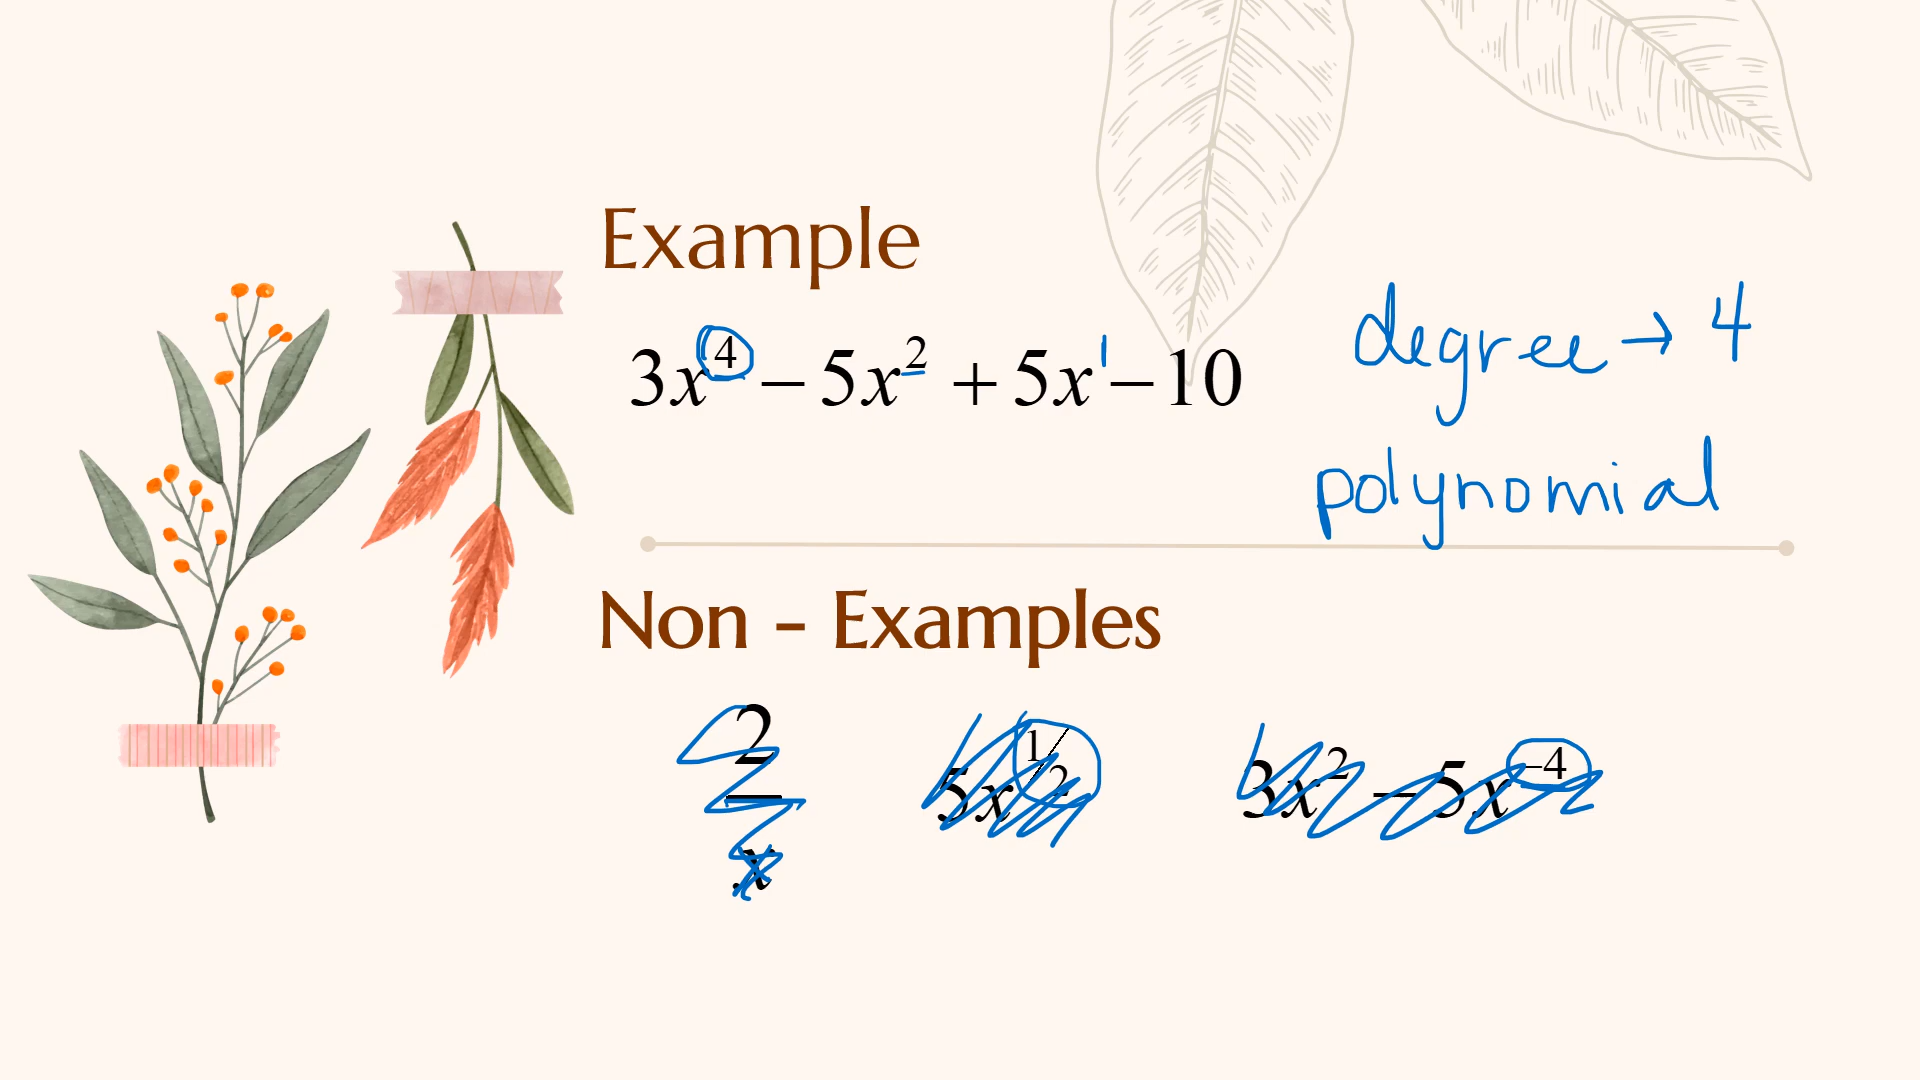 Example
3x⁴ − 5x² + 5x¹ − 10
degree → 4
polynomial
Non - Examples
2/x 5x^1/2 3x² − 5x⁻⁴